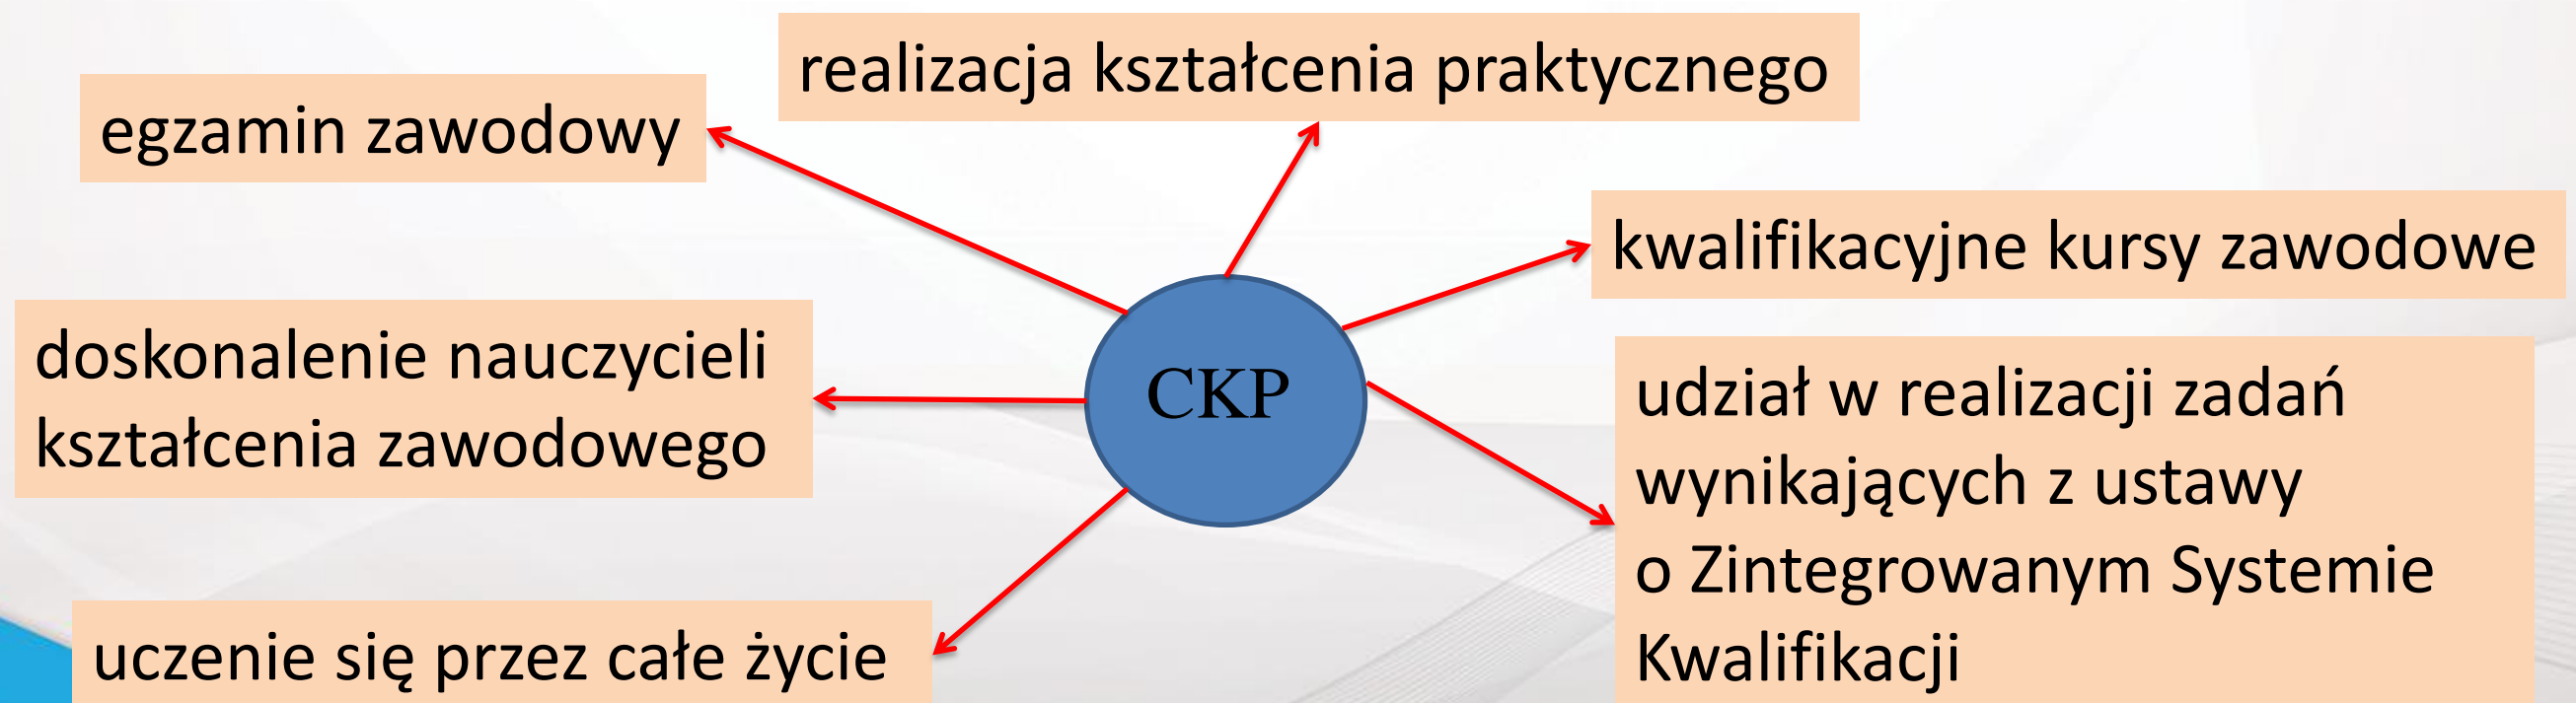 realizacja kształcenia praktycznego
egzamin zawodowy
kwalifikacyjne kursy zawodowe
doskonalenie nauczycieli
kształcenia zawodowego
CKP
udział w realizacji zadań
wynikających z ustawy
o Zintegrowanym Systemie
Kwalifikacji
uczenie się przez całe życie